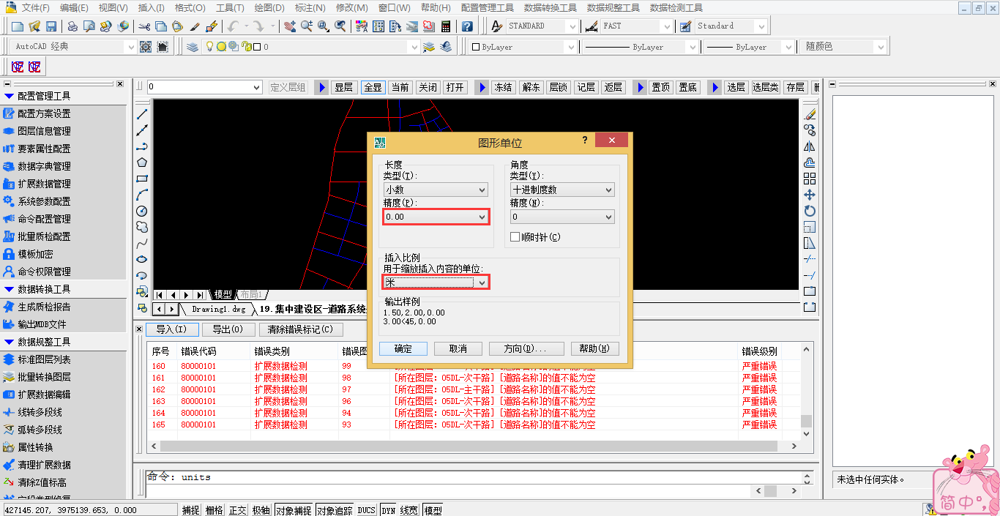 文件(F) 编辑(E) 视图(V) 插入(I) 格式(O) 工具(T) 绘图(D) 标注(N) 修改(M) 窗口(W) 帮助(H) 配置管理工具 数据转换工具 数据规整工具 数据检测工具
STANDARD FAST Standard
AutoCAD 经典 0 ByLayer ByLayer ByLayer 随颜色
0 定义层组 显层 全显 当前 关闭 打开 冻结 解冻 层锁 记层 返层 置顶 置底 选层 选层类 存层
配置管理工具
配置方案设置
图层信息管理
要素属性配置
数据字典管理
扩展数据管理
系统参数配置
命令配置管理
批量质检配置
模板加密
命令权限管理
数据转换工具
生成质检报告
输出MDB文件
数据规整工具
标准图层列表
批量转换图层
扩展数据编辑
线转多段线
弧转多段线
属性转换
清理扩展数据
清除Z值标高
图形单位
?
长度
类型(T):
小数
精度(P):
0.00
角度
类型(Y):
十进制度数
精度(N):
0
顺时针(C)
插入比例
用于缩放插入内容的单位:
米
输出样例
1.50,2.00,0.00
3.00<45,0.00
确定 取消 方向(D)... 帮助(H)
模型 布局1
Drawing1.dwg 19.集中建设区-道路系统
导入(I) 导出(O) 清除错误标记(C)
序号 错误代码 错误类别 错误图 错误级别
160 80000101 扩展数据检测 99 严重错误
161 80000101 扩展数据检测 98 [所在图层: 05DL-次干路] [道路名称]的值不能为空 严重错误
162 80000101 扩展数据检测 97 [所在图层: 05DL-主干路] [道路名称]的值不能为空 严重错误
163 80000101 扩展数据检测 96 [所在图层: 05DL-次干路] [道路名称]的值不能为空 严重错误
164 80000101 扩展数据检测 94 [所在图层: 05DL-次干路] [道路名称]的值不能为空 严重错误
165 80000101 扩展数据检测 93 [所在图层: 05DL-次干路] [道路名称]的值不能为空 严重错误
命令: units
未选中任何实体。
427145.207, 3975139.653, 0.000 捕捉 栅格 正交 极轴 对象捕捉 对象追踪 DUCS DYN 线宽 模型
简中°,